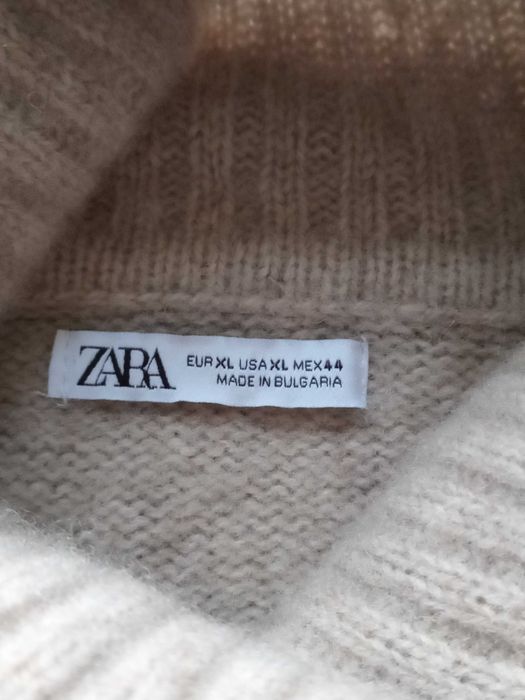 ZARA
EUR XL USA XL MEX 44
MADE IN BULGARIA